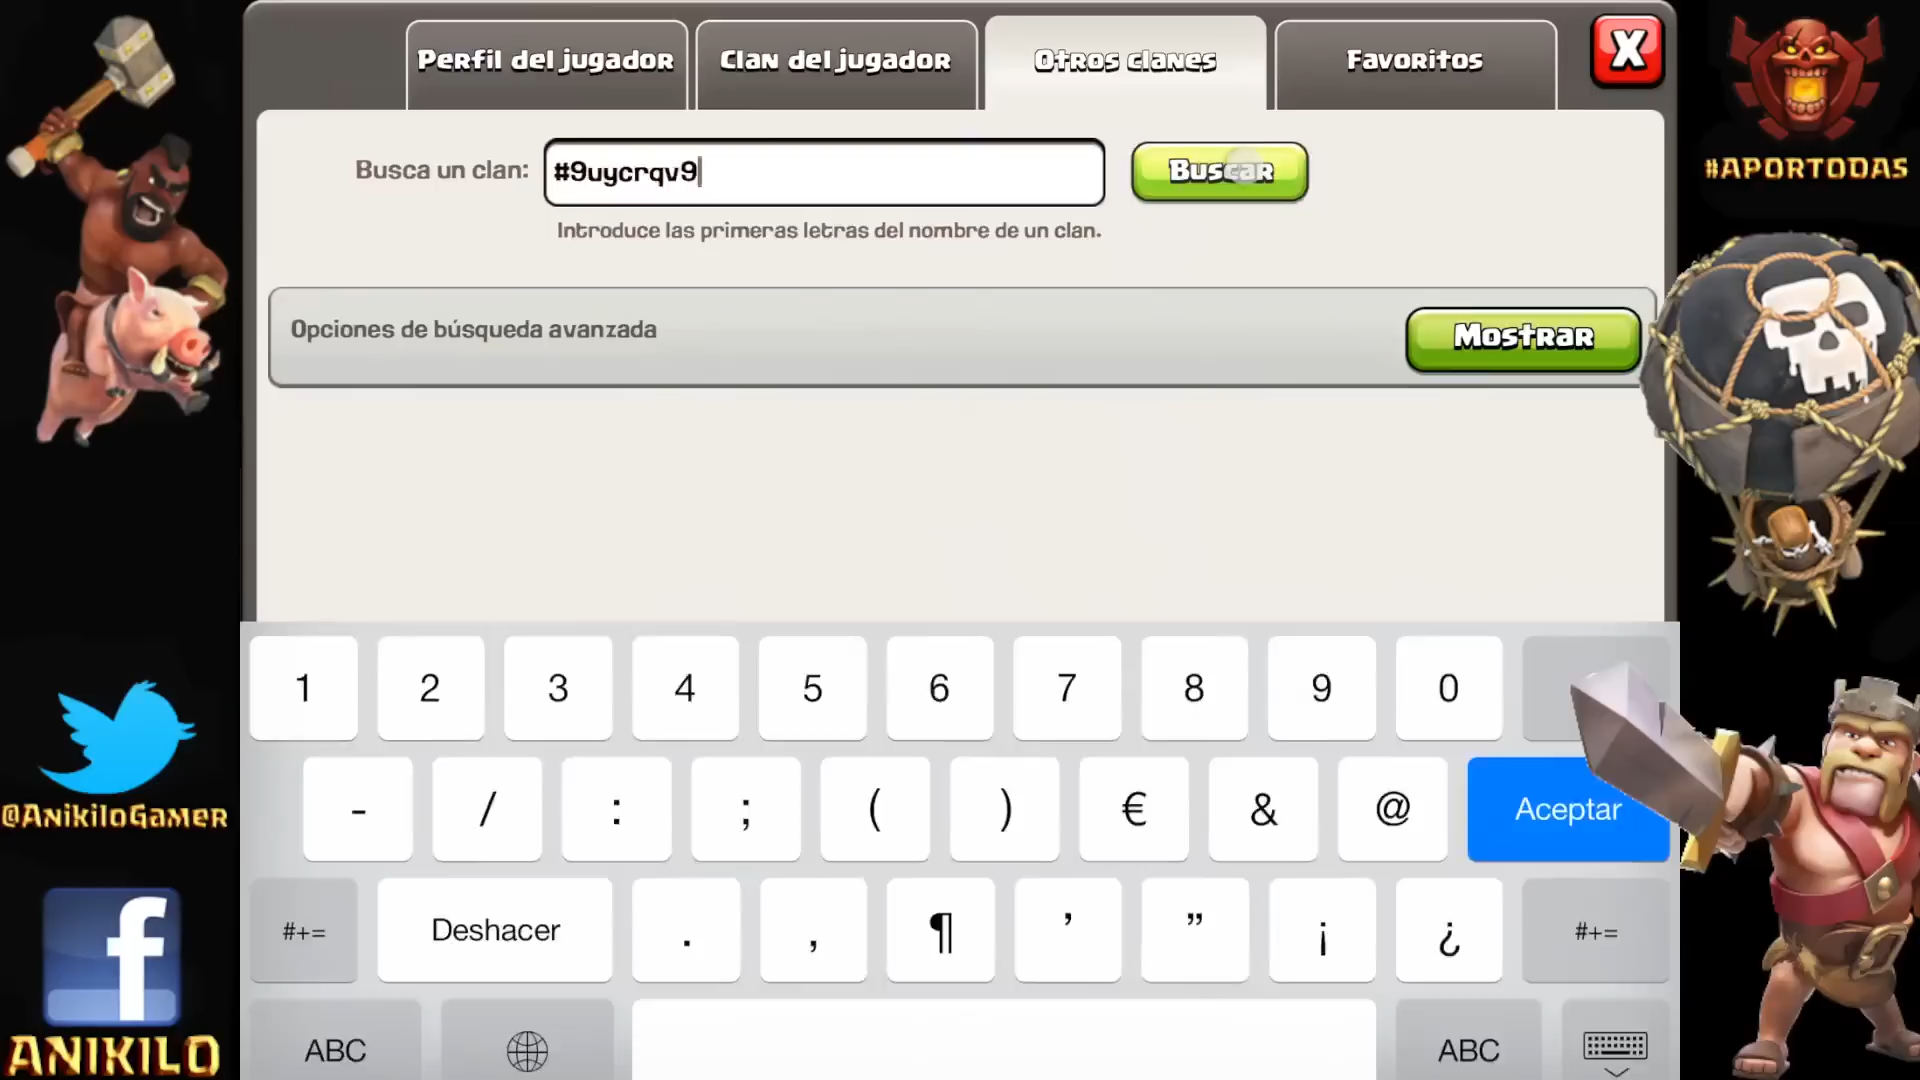 Perfil del jugador
Clan del jugador
Otros clanes
Favoritos
X
#APORTODAS
Busca un clan:
#9uycrqv9
Buscar
Introduce las primeras letras del nombre de un clan.
Opciones de búsqueda avanzada
Mostrar
1 2 3 4 5 6 7 8 9 0
- / : ; ( ) € & @ Aceptar
@AnikiloGamer
#+= Deshacer . , ¶ ’ ” ¡ ¿ #+=
f
ANIKILO
ABC ABC